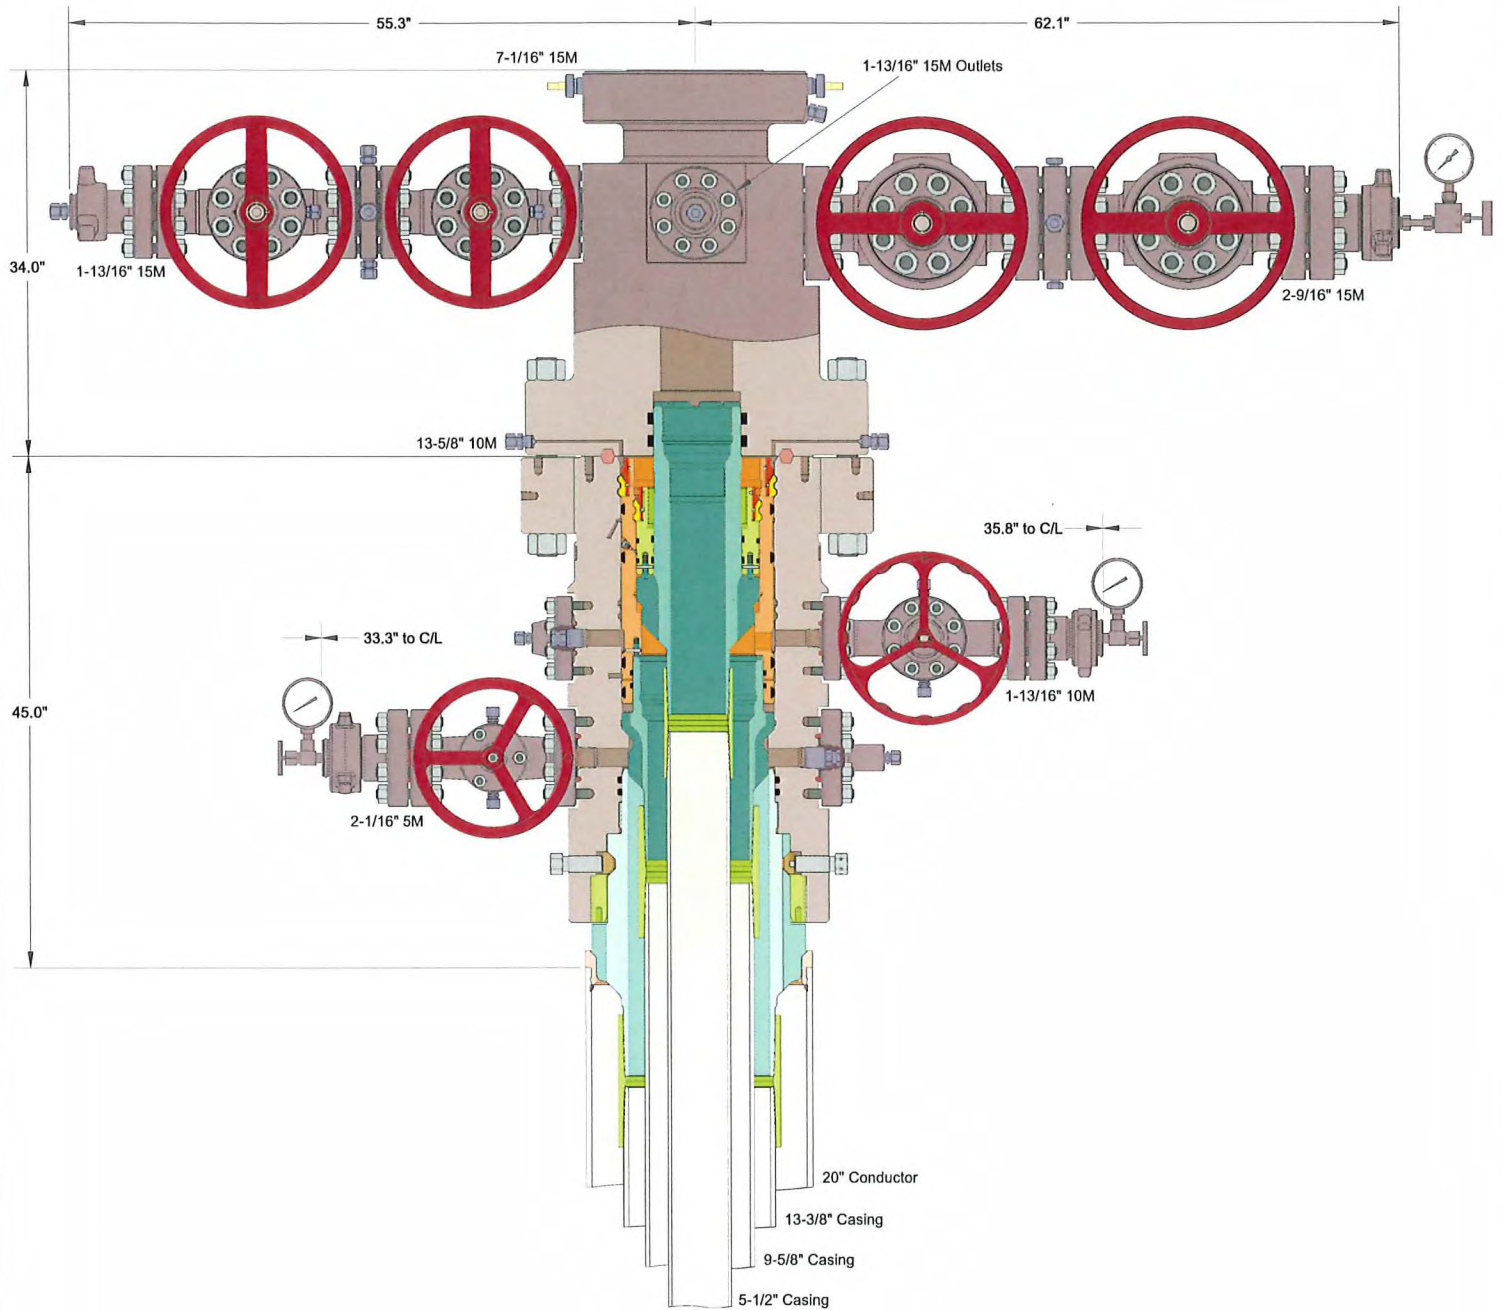 55.3"
62.1"
7-1/16" 15M
1-13/16" 15M Outlets
34.0"
1-13/16" 15M
2-9/16" 15M
13-5/8" 10M
35.8" to C/L
33.3" to C/L
1-13/16" 10M
45.0"
2-1/16" 5M
20" Conductor
13-3/8" Casing
9-5/8" Casing
5-1/2" Casing